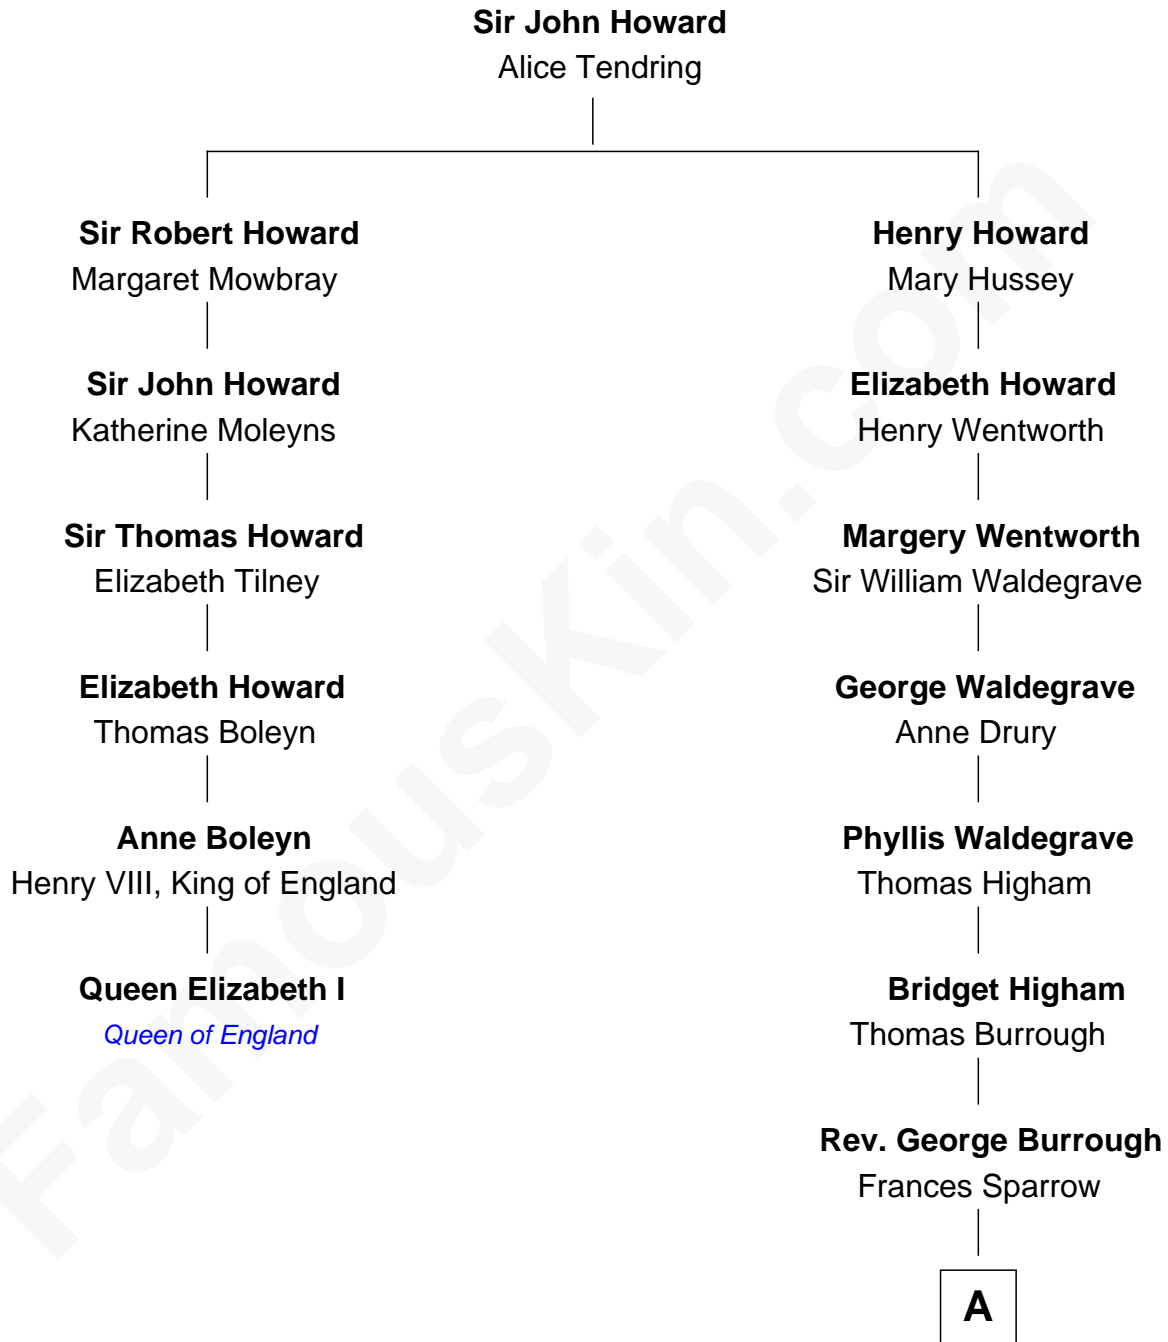 Sir John Howard
Alice Tendring
Sir Robert Howard
Margaret Mowbray
Henry Howard
Mary Hussey
Sir John Howard
Katherine Moleyns
Elizabeth Howard
Henry Wentworth
Sir Thomas Howard
Elizabeth Tilney
Margery Wentworth
Sir William Waldegrave
Elizabeth Howard
Thomas Boleyn
George Waldegrave
Anne Drury
Anne Boleyn
Henry VIII, King of England
Phyllis Waldegrave
Thomas Higham
Queen Elizabeth I
Queen of England
Bridget Higham
Thomas Burrough
Rev. George Burrough
Frances Sparrow
A
FamousKin.com